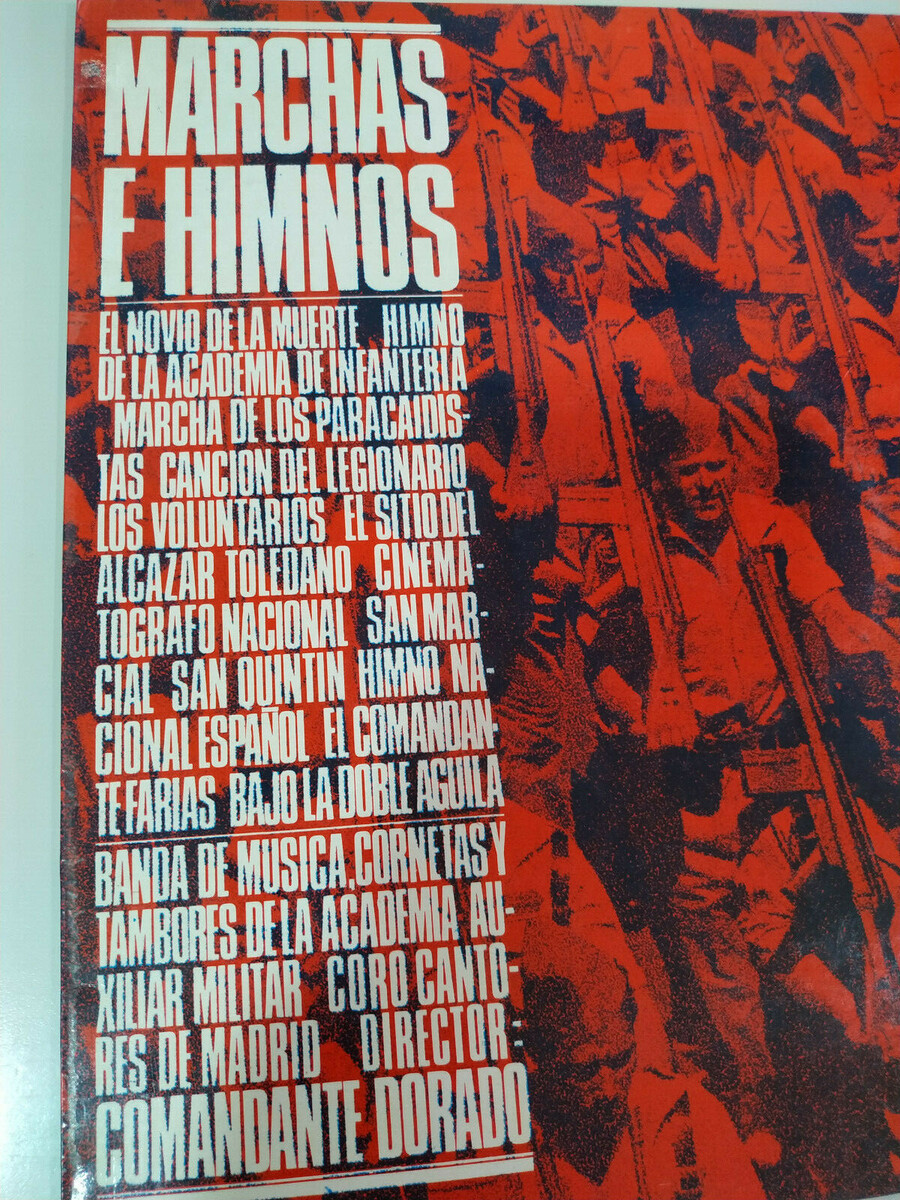 MARCHAS
E HIMNOS
EL NOVIO DE LA MUERTE HIMNO
DE LA ACADEMIA DE INFANTERIA
MARCHA DE LOS PARACAIDIS-
TAS CANCION DEL LEGIONARIO
LOS VOLUNTARIOS EL SITIO DEL
ALCAZAR TOLEDANO CINEMA-
TOGRAFO NACIONAL SAN MAR-
CIAL SAN QUINTIN HIMNO NA-
CIONAL ESPAÑOL EL COMANDAN-
TE FARIAS BAJO LA DOBLE AGUILA
BANDA DE MUSICA, CORNETAS Y
TAMBORES DE LA ACADEMIA AU-
XILIAR MILITAR CORO CANTO-
RES DE MADRID DIRECTOR:
COMANDANTE DORADO